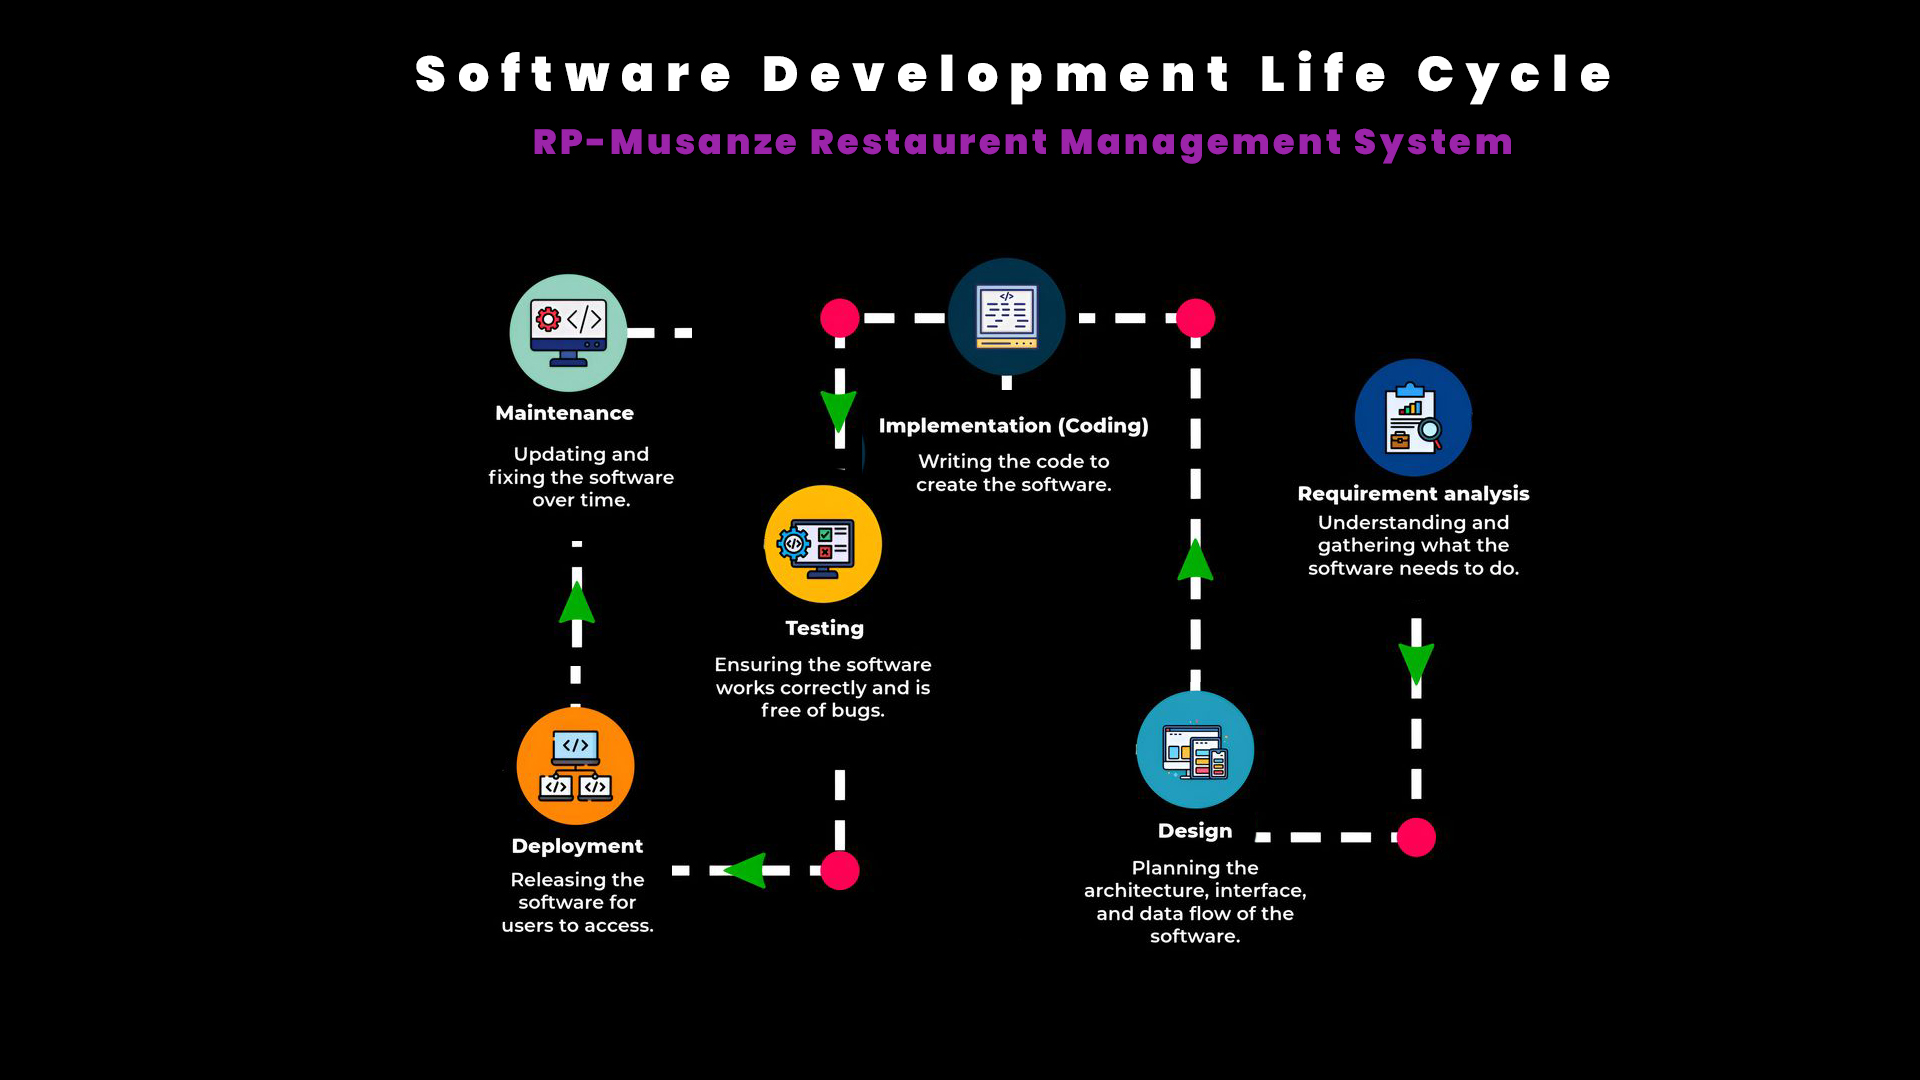 Software Development Life Cycle
RP-Musanze Restaurent Management System
Maintenance
Updating and
fixing the software
over time.
Implementation (Coding)
Writing the code to
create the software.
Requirement analysis
Understanding and
gathering what the
software needs to do.
Testing
Ensuring the software
works correctly and is
free of bugs.
Deployment
Releasing the
software for
users to access.
Design
Planning the
architecture, interface,
and data flow of the
software.